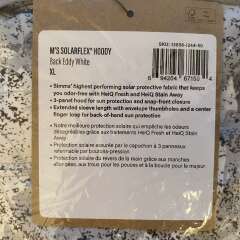 M'S SOLARFLEX® HOODY
Back Eddy White
XL
• Simms' highest performing solar protective fabric that keeps
you odor-free with HeiQ Fresh and HeiQ Stain Away
• 3-panel hood for sun protection and snap-front closure
• Extended sleeve length with envelope thumbholes and a center
finger loop for back-of-hand sun protection
• Notre meilleure protection solaire qui empêche les odeurs
désagréables grâce aux traitements HeiQ Fresh et HeiQ Stain
Away
• Protection solaire assurée par le capuchon à 3 panneaux
refermable par boutons-pression
• Protection solaire du revers de la main grâce aux manches
allongées, aux trous pour les pouces et à la boucle pour le majeur